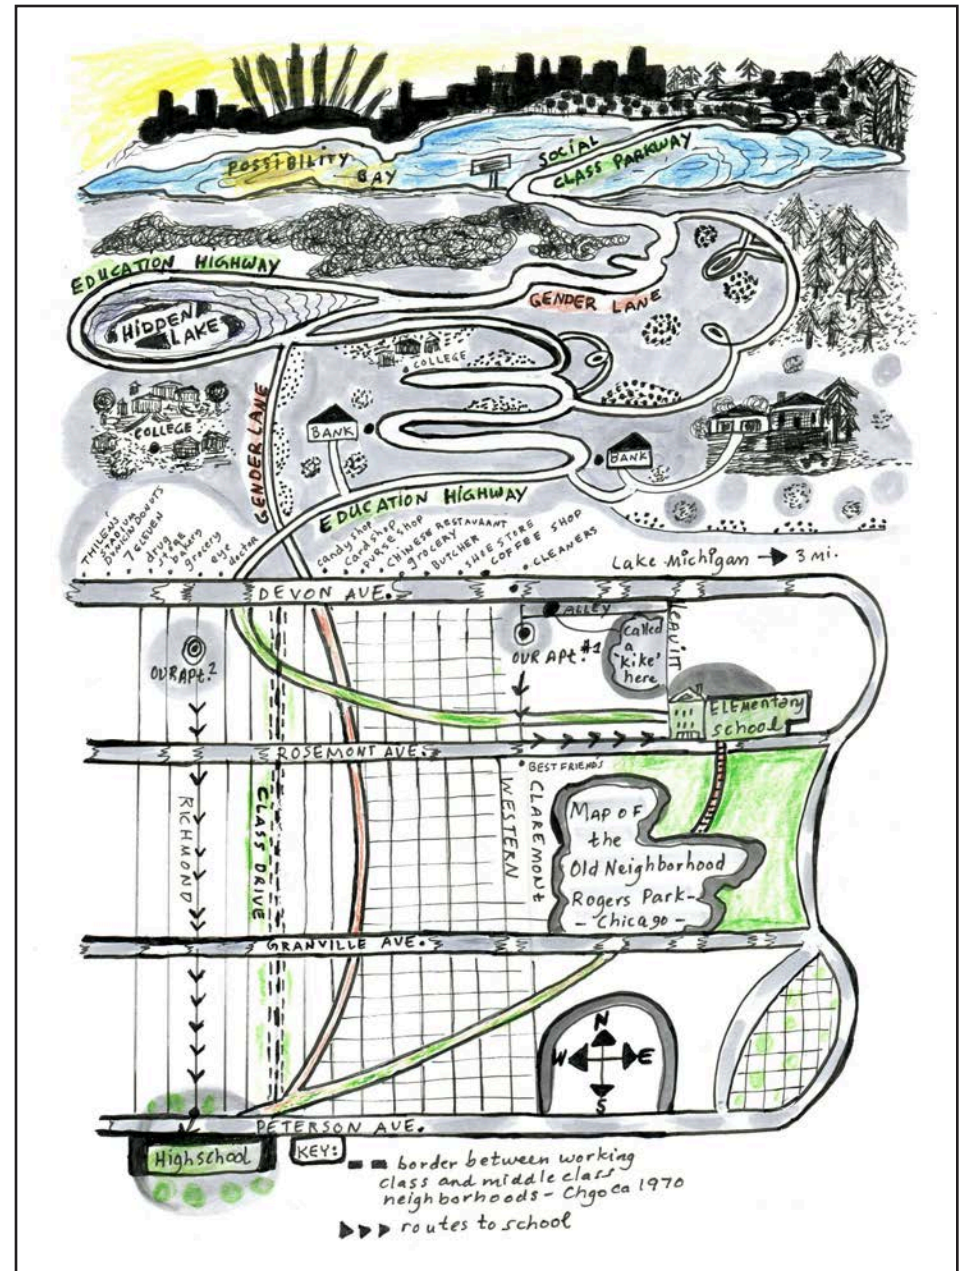 POSSIBILITY
BAY
SOCIAL
CLASS PARKWAY
EDUCATION HIGHWAY
HIDDEN
LAKE
GENDER LANE
COLLEGE
COLLEGE
GENDER LANE
BANK
BANK
EDUCATION HIGHWAY
THILENS'
STADIUM
DUNKIN DONUTS
7 ELEVEN
drug
store
bakery
grocery
eye
doctor
candy shop
card shop
purse shop
CHINESE RESTAURANT
grocery
BUTCHER
SHOE STORE
COFFEE SHOP
CLEANERS
Lake Michigan → 3 mi.
DEVON AVE.
ALLEY
LEAVITT
called
a
'kike'
here
OUR APt. #1
OUR APt. 2
ELEmentary
school
ROSEMONT AVE.
BEST FRIENDS
RICHMOND
CLASS DRIVE
WESTERN
CLAREMONT
MAP OF
the
Old Neighborhood
Rogers Park-
- Chicago -
GRANVILLE AVE.
N
W E
S
PETERSON AVE.
High school
KEY:
border between working
class and middle class
neighborhoods - Chgo ca 1970
routes to school